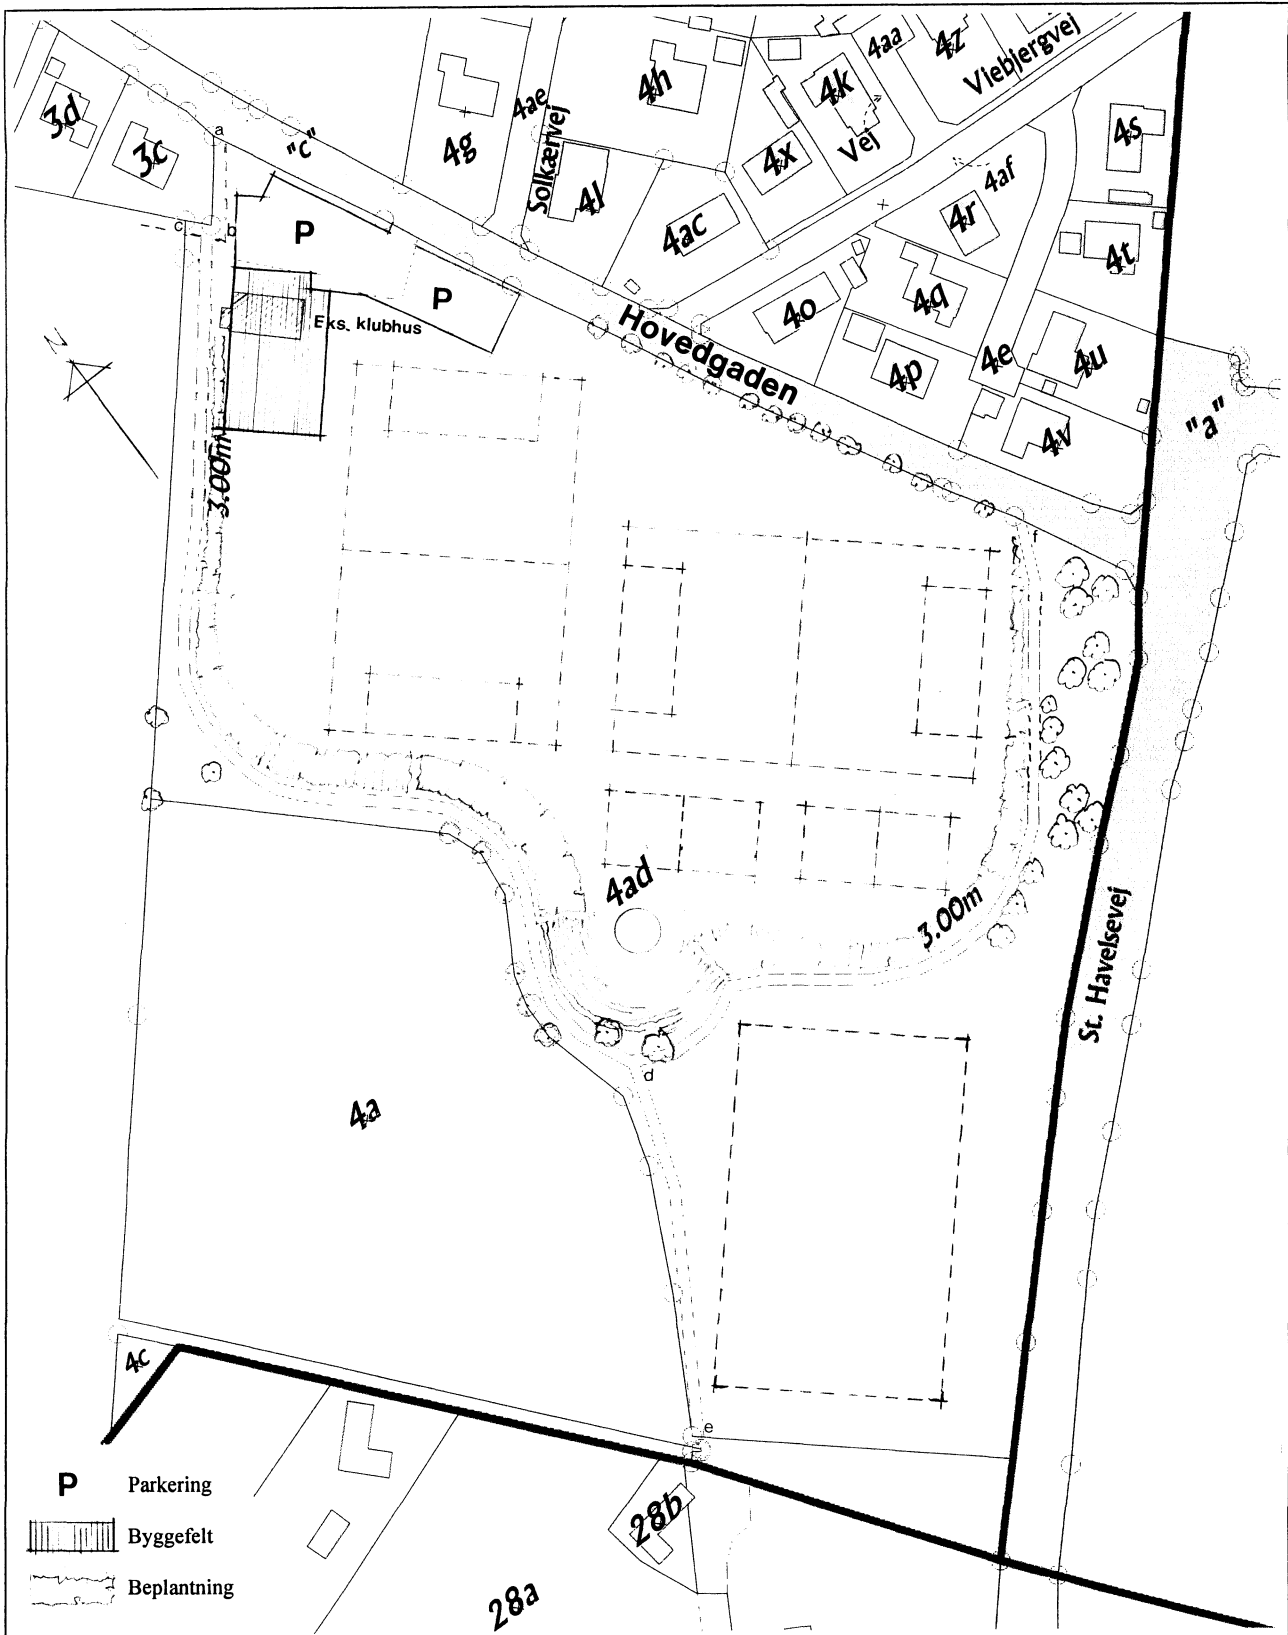 3d
3c
a
"c"
4g
4ae
Solkærvej
4h
4l
4ac
4x
4k
Vej
4aa
4z
Viebjergvej
4s
4af
4r
4t
c
b
P
P
Eks. klubhus
Hovedgaden
4o
4q
4p
4e
4u
4v
"a"
N
3.00m
f
4ad
3.00m
St. Havelsevej
d
4a
e
4c
28b
28a
P Parkering
Byggefelt
Beplantning